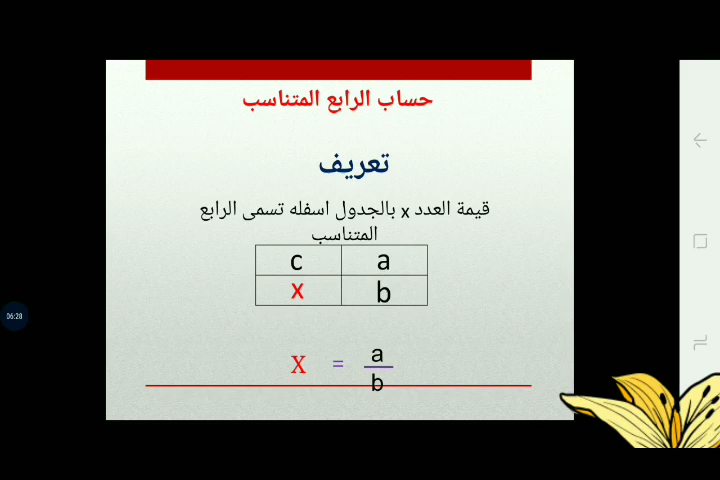 حساب الرابع المتناسب
تعريف
قيمة العدد x بالجدول اسفله تسمى الرابع
المتناسب
c a
x b
X = a
b
06:28